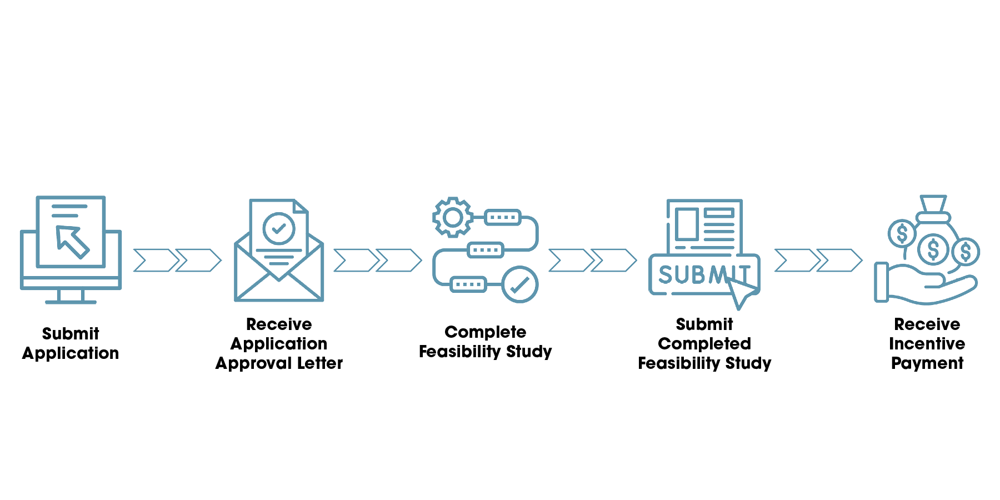 Submit
Application
Receive
Application
Approval Letter
Complete
Feasibility Study
SUBMIT
Submit
Completed
Feasibility Study
$
$
$
Receive
Incentive
Payment